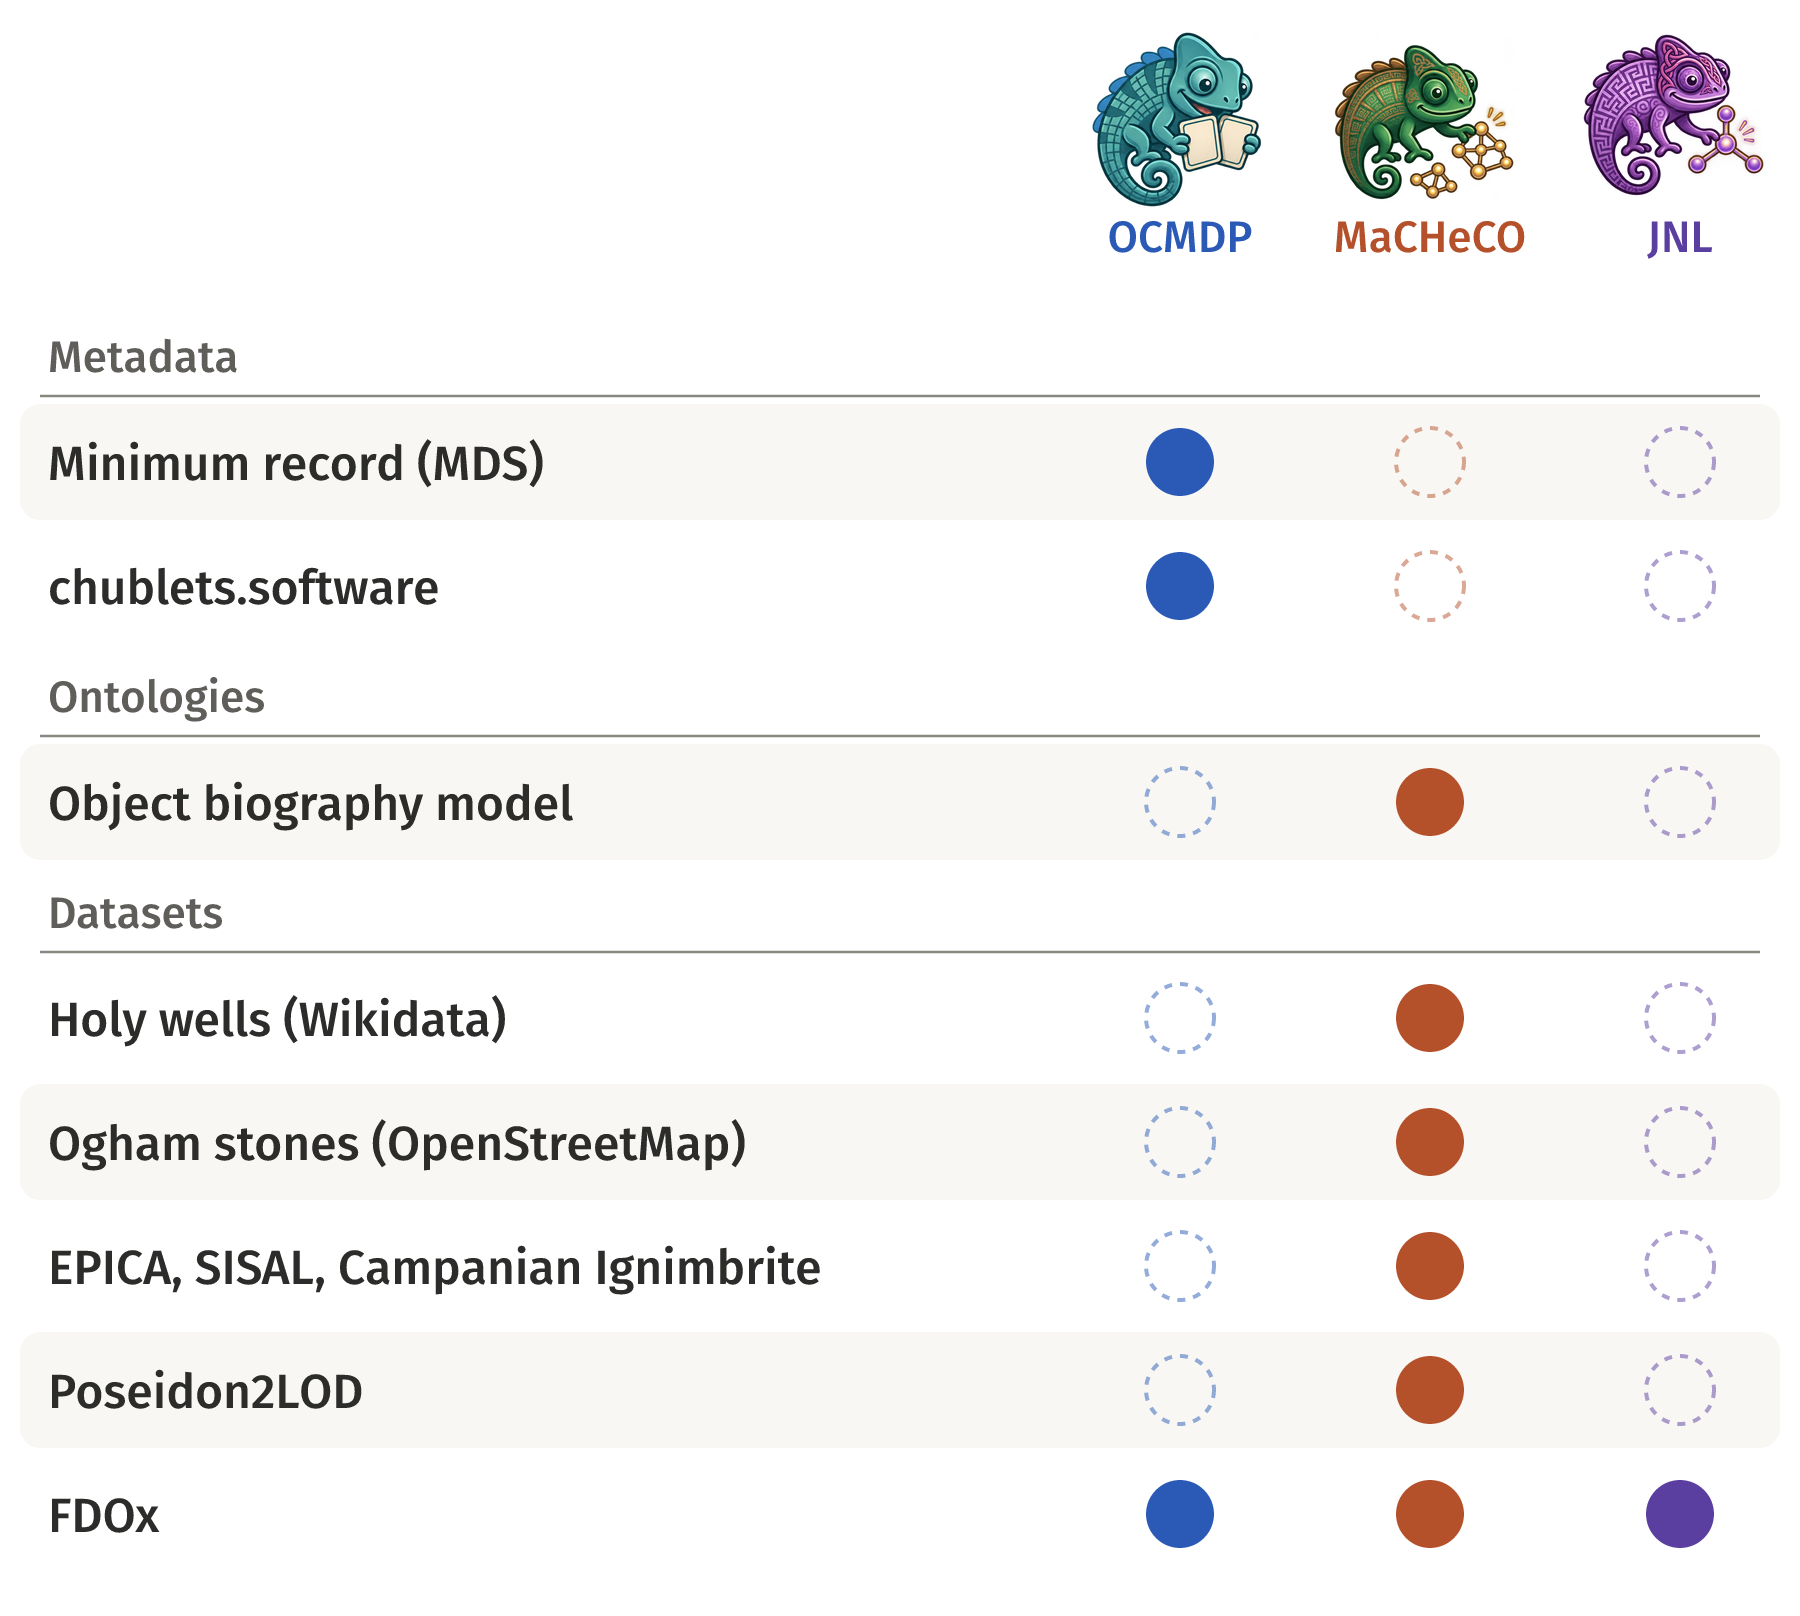 OCMDP MaCHeCO JNL
Metadata
Minimum record (MDS)
chublets.software
Ontologies
Object biography model
Datasets
Holy wells (Wikidata)
Ogham stones (OpenStreetMap)
EPICA, SISAL, Campanian Ignimbrite
Poseidon2LOD
FDOx